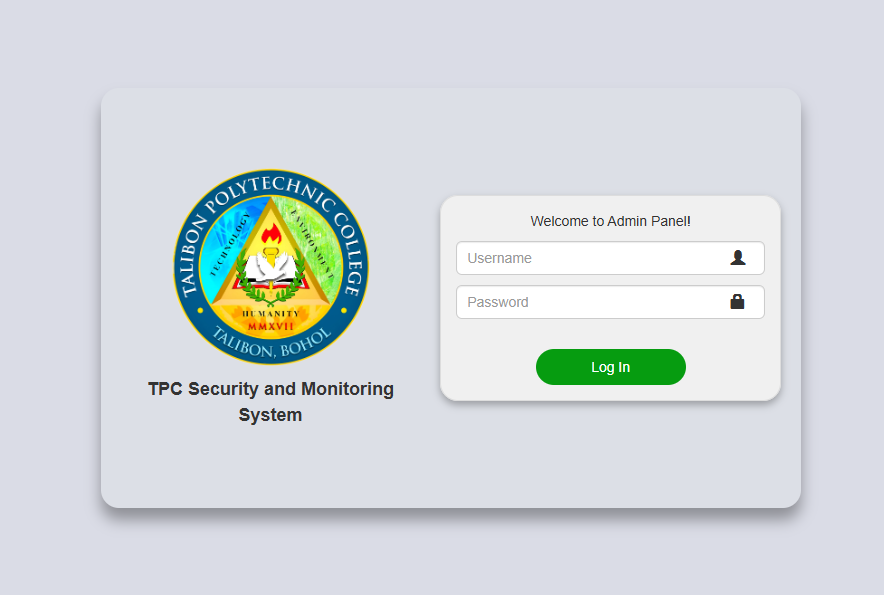 TALIBON POLYTECHNIC COLLEGE
TECHNOLOGY
ENVIRONMENT
HUMANITY
MMXVII
TALIBON, BOHOL
TPC Security and Monitoring
System
Welcome to Admin Panel!
Username
Password
Log In